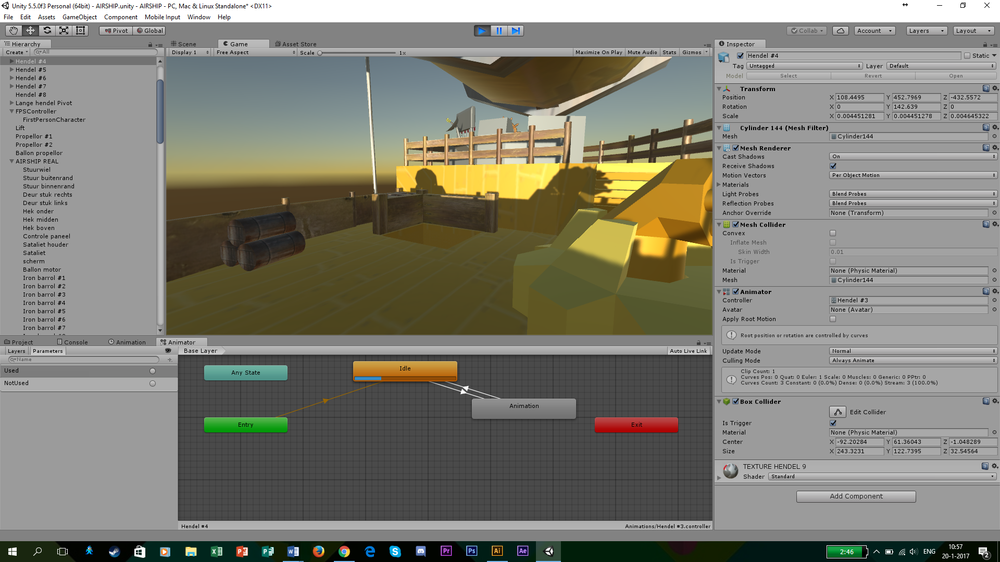 Unity 5.5.0f3 Personal (64bit) - AIRSHIP.unity - AIRSHIP - PC, Mac & Linux Standalone* <DX11>
File Edit Assets GameObject Component Mobile Input Window Help
Pivot Global Collab Account Layers Layout
Hierarchy
Create All
Hendel #4
Hendel #5
Hendel #6
Hendel #7
Hendel #8
Lange hendel Pivot
FPSController
FirstPersonCharacter
Lift
Propellor #1
Propellor #2
Ballon propellor
AIRSHIP REAL
Stuurwiel
Stuur buitenrand
Stuur binnenrand
Deur stuk rechts
Deur stuk links
Hek onder
Hek midden
Hek boven
Controle paneel
Sataliet houder
Sataliet
scherm
Ballon motor
Iron barrol #1
Iron barrol #2
Iron barrol #3
Iron barrol #4
Iron barrol #5
Iron barrol #6
Iron barrol #7
Scene Game Asset Store
Display 1 Free Aspect Scale 1x Maximize On Play Mute Audio Stats Gizmos
Inspector
Hendel #4 Static
Tag Untagged Layer Default
Model Select Revert Open
Transform
Position X 108.4495 Y 452.7969 Z -432.5572
Rotation X 0 Y 142.639 Z 0
Scale X 0.004451281 Y 0.004451278 Z 0.004645322
Cylinder 144 (Mesh Filter)
Mesh Cylinder144
Mesh Renderer
Cast Shadows On
Receive Shadows
Motion Vectors Per Object Motion
Materials
Light Probes Blend Probes
Reflection Probes Blend Probes
Anchor Override None (Transform)
Mesh Collider
Convex
Inflate Mesh
Skin Width 0.01
Is Trigger
Material None (Physic Material)
Mesh Cylinder144
Animator
Controller Hendel #3
Avatar None (Avatar)
Apply Root Motion
Root position or rotation are controlled by curves
Update Mode Normal
Culling Mode Always Animate
Clip Count: 1
Curves Pos: 0 Quat: 0 Euler: 1 Scale: 0 Muscles: 0 Generic: 0 PPtr: 0
Curves Count: 3 Constant: 0 (0.0%) Dense: 0 (0.0%) Stream: 3 (100.0%)
Box Collider
Edit Collider
Is Trigger
Material None (Physic Material)
Center X -92.20284 Y 61.36043 Z -1.048289
Size X 243.3231 Y 122.7395 Z 32.54564
TEXTURE HENDEL 9
Shader Standard
Add Component
Project Console Animation Animator
Layers Parameters
Name
Used
NotUsed
Base Layer Auto Live Link
Any State
Idle
Animation
Entry
Exit
Hendel #4 Animations/Hendel #3.controller
Pr Ps Ai Ae
2:46 ENG
10:57
20-1-2017
2